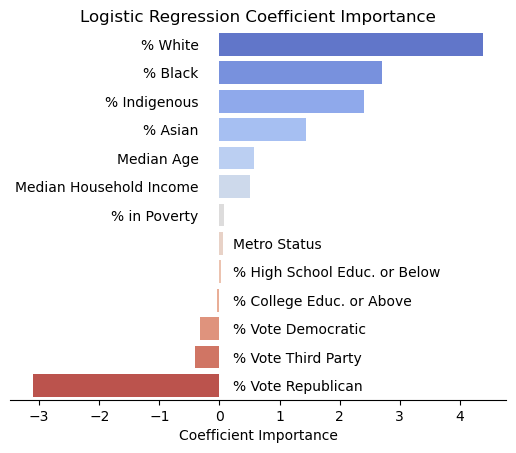 Logistic Regression Coefficient Importance
% White
% Black
% Indigenous
% Asian
Median Age
Median Household Income
% in Poverty
Metro Status
% High School Educ. or Below
% College Educ. or Above
% Vote Democratic
% Vote Third Party
% Vote Republican
−3 −2 −1 0 1 2 3 4
Coefficient Importance